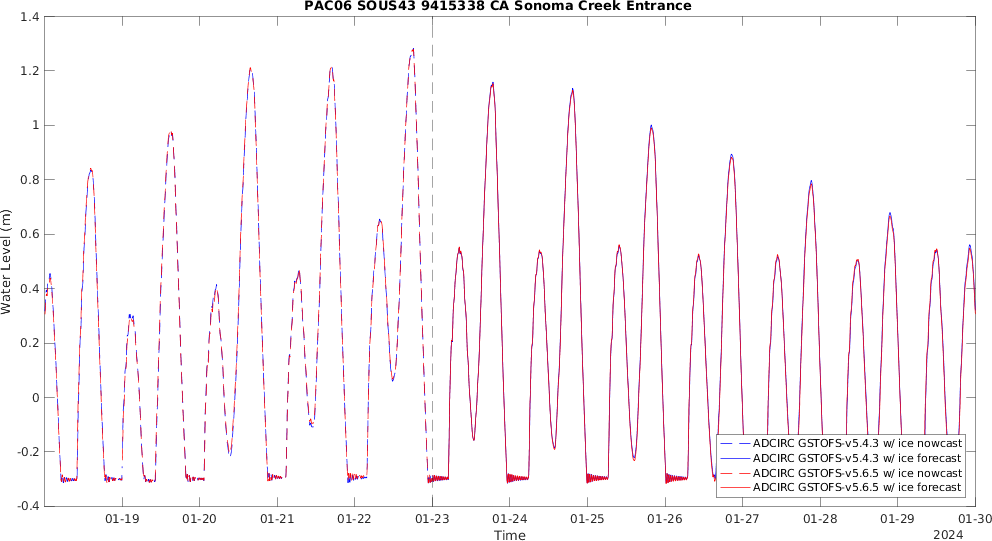 PAC06 SOUS43 9415338 CA Sonoma Creek Entrance
1.4
1.2
1
0.8
0.6
0.4
0.2
0
-0.2
-0.4
Water Level (m)
ADCIRC GSTOFS-v5.4.3 w/ ice nowcast
ADCIRC GSTOFS-v5.4.3 w/ ice forecast
ADCIRC GSTOFS-v5.6.5 w/ ice nowcast
ADCIRC GSTOFS-v5.6.5 w/ ice forecast
01-19 01-20 01-21 01-22 01-23 01-24 01-25 01-26 01-27 01-28 01-29 01-30
Time
2024